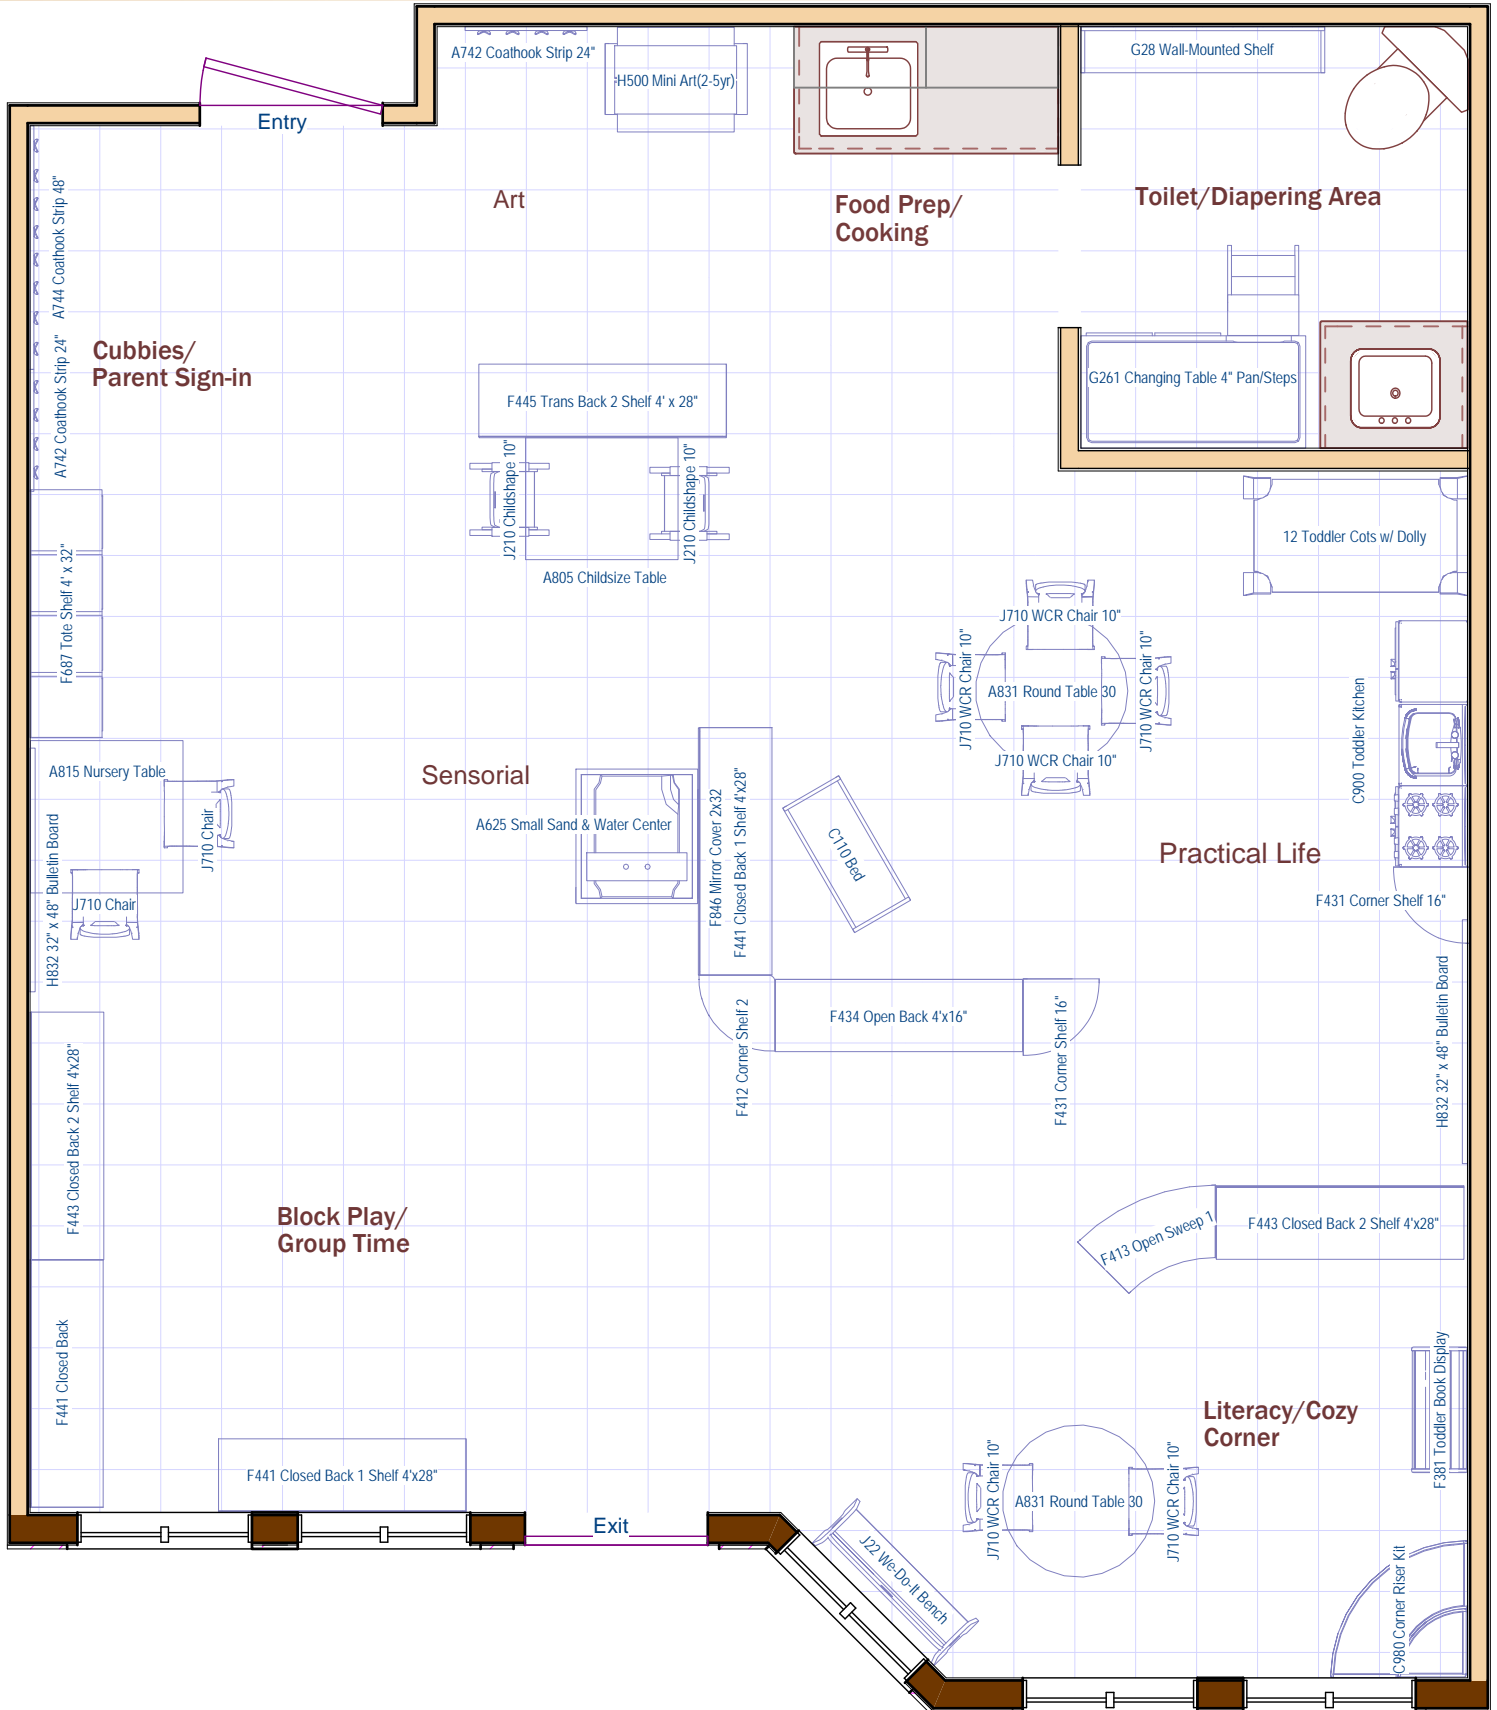 A742 Coathook Strip 24"
H500 Mini Art(2-5yr)
G28 Wall-Mounted Shelf
Entry
Art
Food Prep/
Cooking
Toilet/Diapering Area
A744 Coathook Strip 48"
Cubbies/
Parent Sign-in
A742 Coathook Strip 24"
F445 Trans Back 2 Shelf 4' x 28"
G261 Changing Table 4" Pan/Steps
J210 Childshape 10"
J210 Childshape 10"
A805 Childsize Table
12 Toddler Cots w/ Dolly
F687 Tote Shelf 4' x 32"
J710 WCR Chair 10"
J710 WCR Chair 10"
A831 Round Table 30
J710 WCR Chair 10"
J710 WCR Chair 10"
C900 Toddler Kitchen
A815 Nursery Table
J710 Chair
J710 Chair
H832 32" x 48" Bulletin Board
Sensorial
A625 Small Sand & Water Center
F846 Mirror Cover 2x32
F441 Closed Back 1 Shelf 4'x28"
C110 Bed
Practical Life
F431 Corner Shelf 16"
F412 Corner Shelf 2
F434 Open Back 4'x16"
F431 Corner Shelf 16"
H832 32" x 48" Bulletin Board
F443 Closed Back 2 Shelf 4'x28"
Block Play/
Group Time
F413 Open Sweep 1
F443 Closed Back 2 Shelf 4'x28"
F441 Closed Back
F381 Toddler Book Display
Literacy/Cozy
Corner
F441 Closed Back 1 Shelf 4'x28"
J710 WCR Chair 10"
A831 Round Table 30
J710 WCR Chair 10"
Exit
J22 We-Do-It Bench
C980 Corner Riser Kit